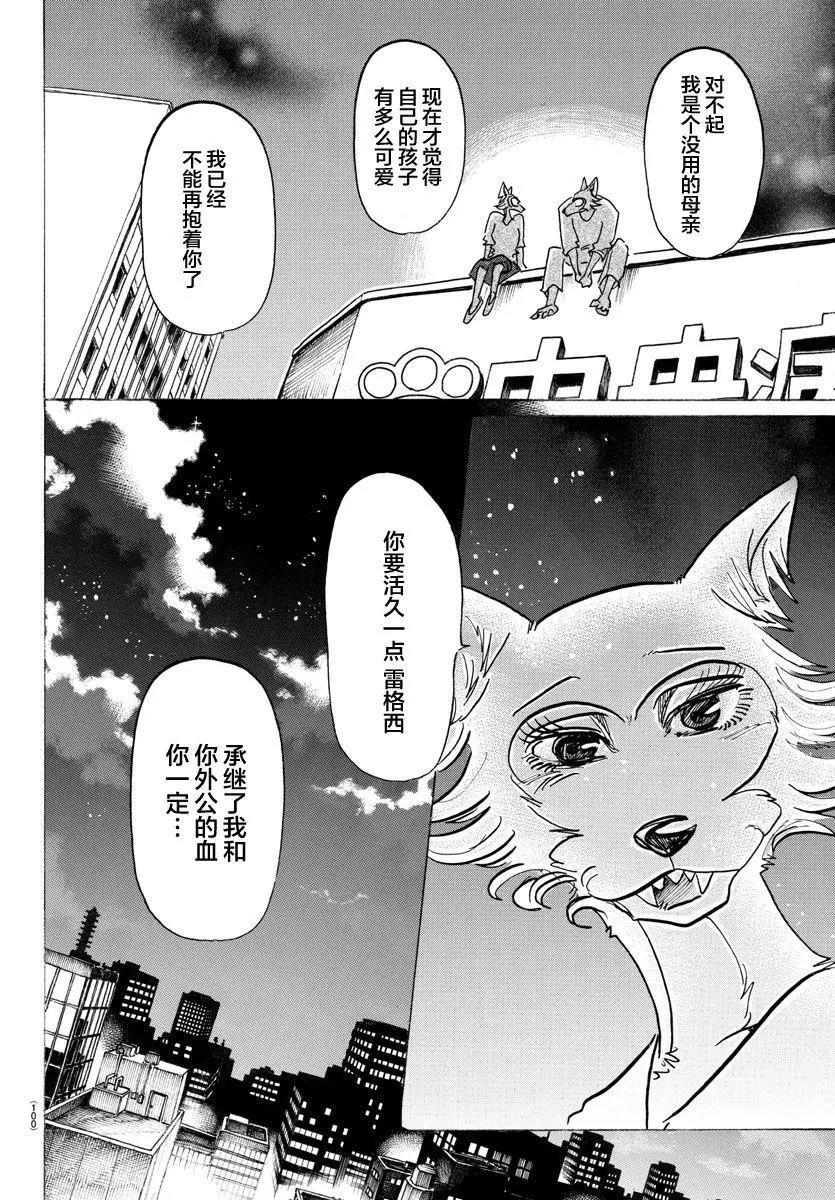 对不起
我是个没用的母亲
现在才觉得
自己的孩子
有多么可爱
我已经
不能再抱着你了
中央病
你要活久一点 雷格西
承继了我和
你外公的血
你一定…
(100)